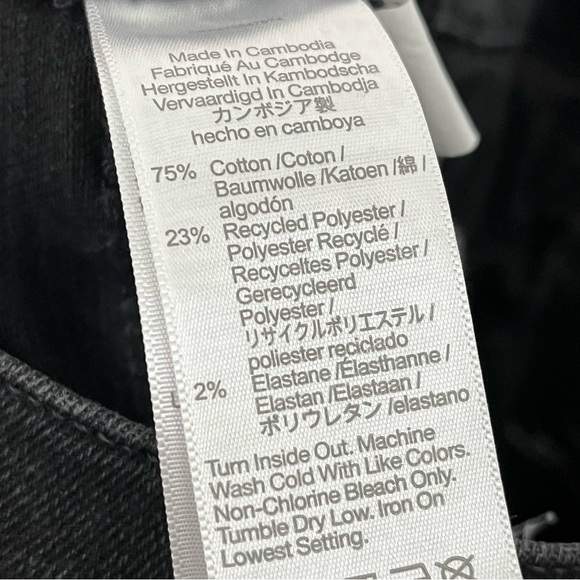 Made In Cambodia
Fabriqué Au Cambodge
Hergestellt In Kambodscha
Vervaardigd In Cambodja
カンボジア製
hecho en camboya
75% Cotton /Coton /
Baumwolle /Katoen /綿 /
algodón
23% Recycled Polyester /
Polyester Recyclé /
Recyceltes Polyester /
Gerecycleerd
Polyester /
リサイクルポリエステル /
poliester reciclado
2% Elastane /Élasthanne /
Elastan /Elastaan /
ポリウレタン /elastano
Turn Inside Out. Machine
Wash Cold With Like Colors.
Non-Chlorine Bleach Only.
Tumble Dry Low. Iron On
Lowest Setting.